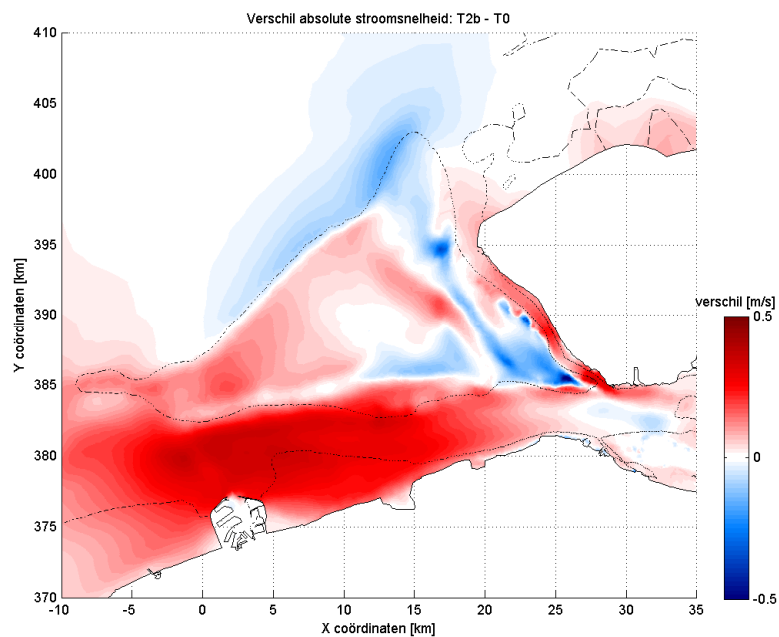 Verschil absolute stroomsnelheid: T2b - T0
410
405
400
395
390
385
380
375
370
Y coörcinaten [km]
-10 -5 0 5 10 15 20 25 30 35
X coördinaten [km]
verschil [m/s]
0.5
0
-0.5